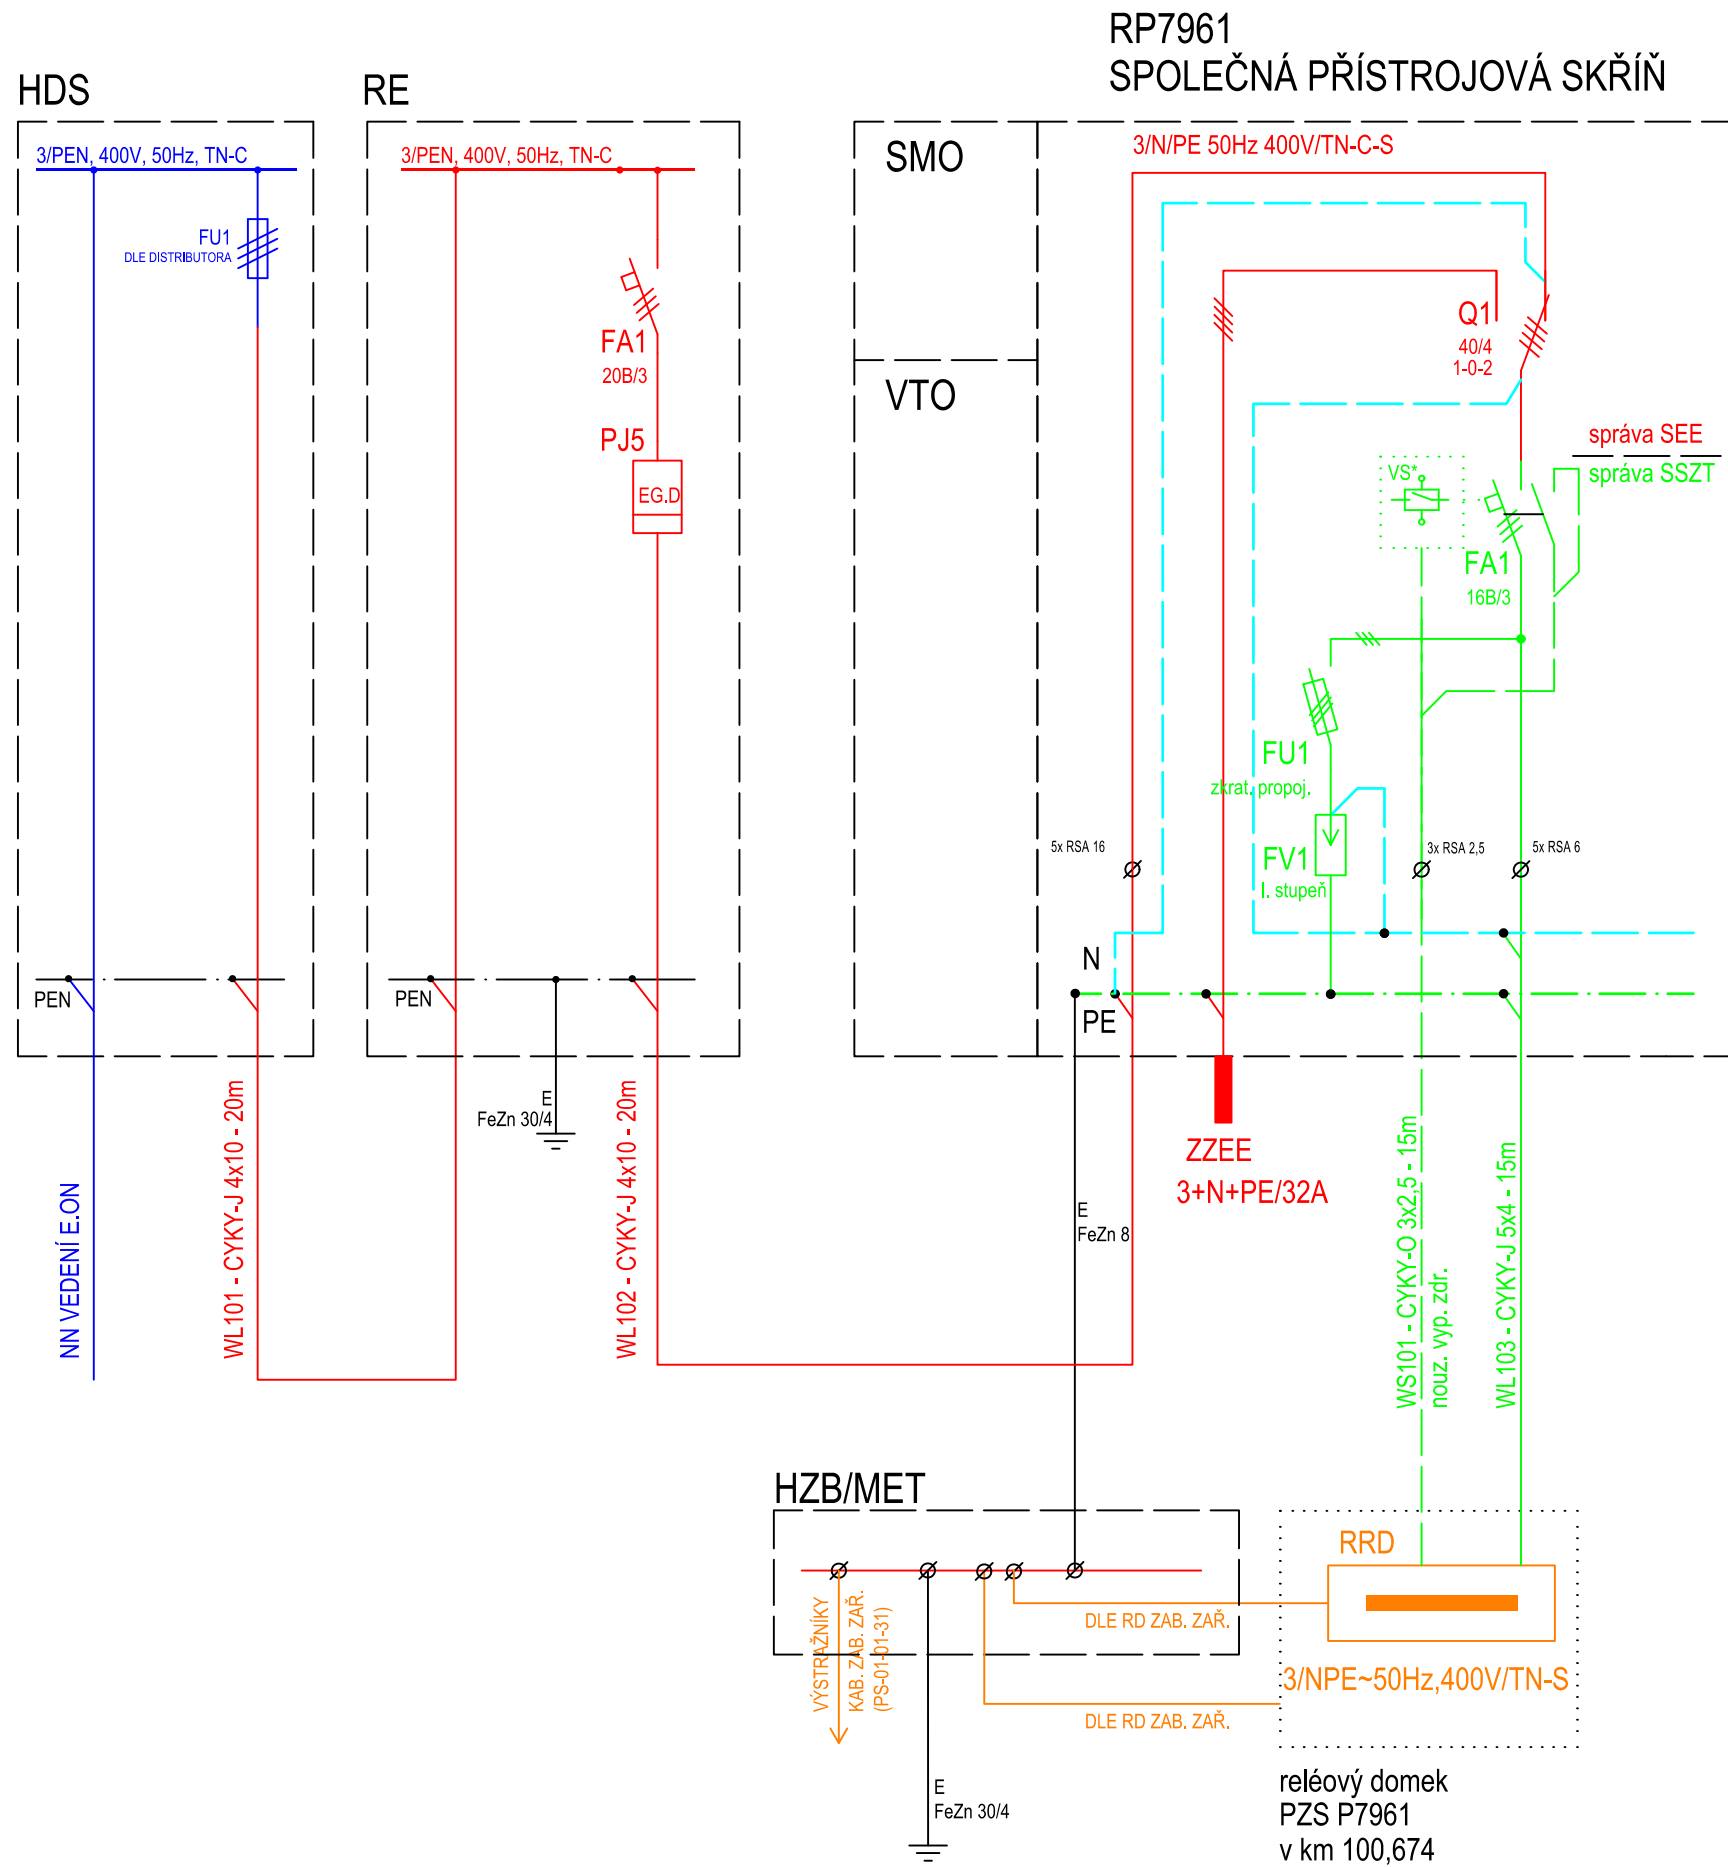 RP7961
SPOLEČNÁ PŘÍSTROJOVÁ SKŘÍŇ
HDS
RE
3/PEN, 400V, 50Hz, TN-C
FU1
DLE DISTRIBUTORA
PEN
NN VEDENÍ E.ON
WL101 - CYKY-J 4x10 - 20m
3/PEN, 400V, 50Hz, TN-C
FA1
20B/3
PJ5
EG.D
PEN
E
FeZn 30/4
WL102 - CYKY-J 4x10 - 20m
SMO
VTO
3/N/PE 50Hz 400V/TN-C-S
Q1
40/4
1-0-2
správa SEE
správa SSZT
VS*
FA1
16B/3
FU1
zkrat. propoj.
FV1
I. stupeň
5x RSA 16
3x RSA 2,5
5x RSA 6
N
PE
ZZEE
3+N+PE/32A
E
FeZn 8
WS101 - CYKY-O 3x2,5 - 15m
nouz. vyp. zdr.
WL103 - CYKY-J 5x4 - 15m
HZB/MET
VÝSTRAŽNÍKY
KAB. ZAB. ZAŘ.
(PS-01-01-31)
DLE RD ZAB. ZAŘ.
DLE RD ZAB. ZAŘ.
E
FeZn 30/4
RRD
3/NPE~50Hz,400V/TN-S
reléový domek
PZS P7961
v km 100,674